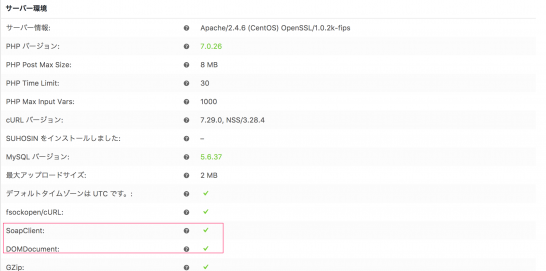 サーバー環境
サーバー情報: Apache/2.4.6 (CentOS) OpenSSL/1.0.2k-fips
PHP バージョン: 7.0.26
PHP Post Max Size: 8 MB
PHP Time Limit: 30
PHP Max Input Vars: 1000
cURL バージョン: 7.29.0, NSS/3.28.4
SUHOSIN をインストールしました: –
MySQL バージョン: 5.6.37
最大アップロードサイズ: 2 MB
デフォルトタイムゾーンは UTC です。:
fsockopen/cURL:
SoapClient:
DOMDocument:
GZip: